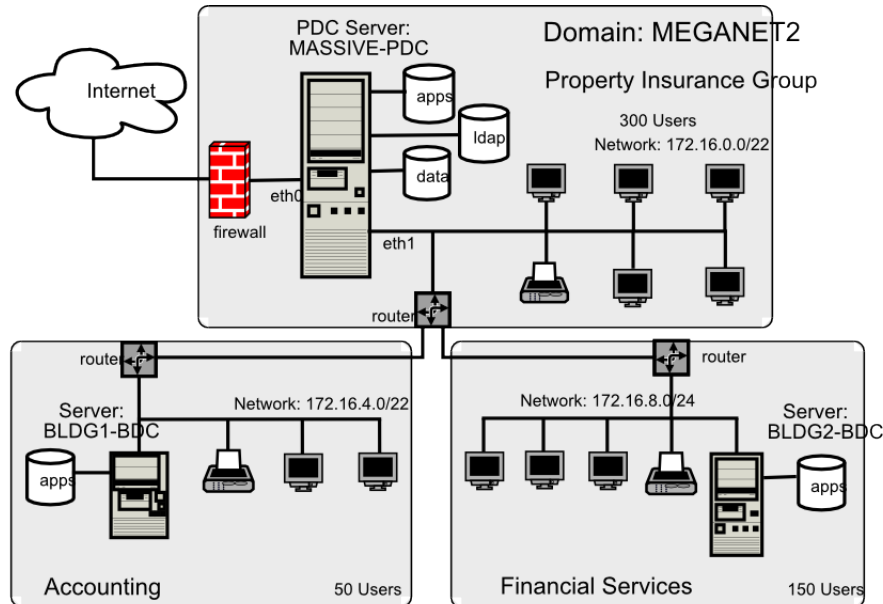 PDC Server:
MASSIVE-PDC
Domain: MEGANET2
Property Insurance Group
Internet
apps
ldap
data
300 Users
Network: 172.16.0.0/22
eth0
firewall
eth1
router
router
router
Server:
BLDG1-BDC
Network: 172.16.4.0/22
apps
Accounting
50 Users
Network: 172.16.8.0/24
Server:
BLDG2-BDC
apps
Financial Services
150 Users